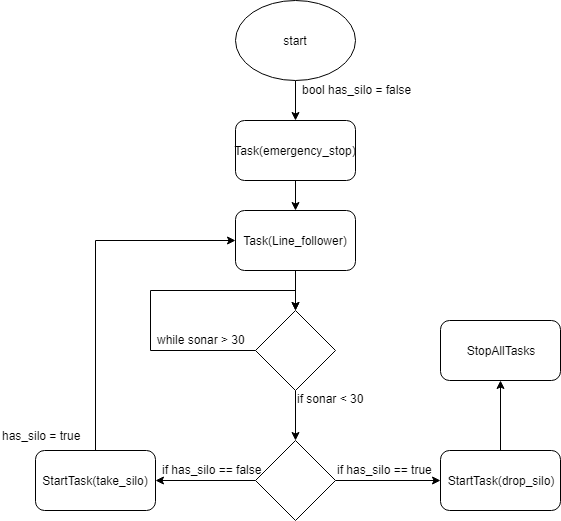 start
bool has_silo = false
Task(emergency_stop)
Task(Line_follower)
while sonar > 30
StopAllTasks
if sonar < 30
has_silo = true
if has_silo == false
if has_silo == true
StartTask(take_silo)
StartTask(drop_silo)